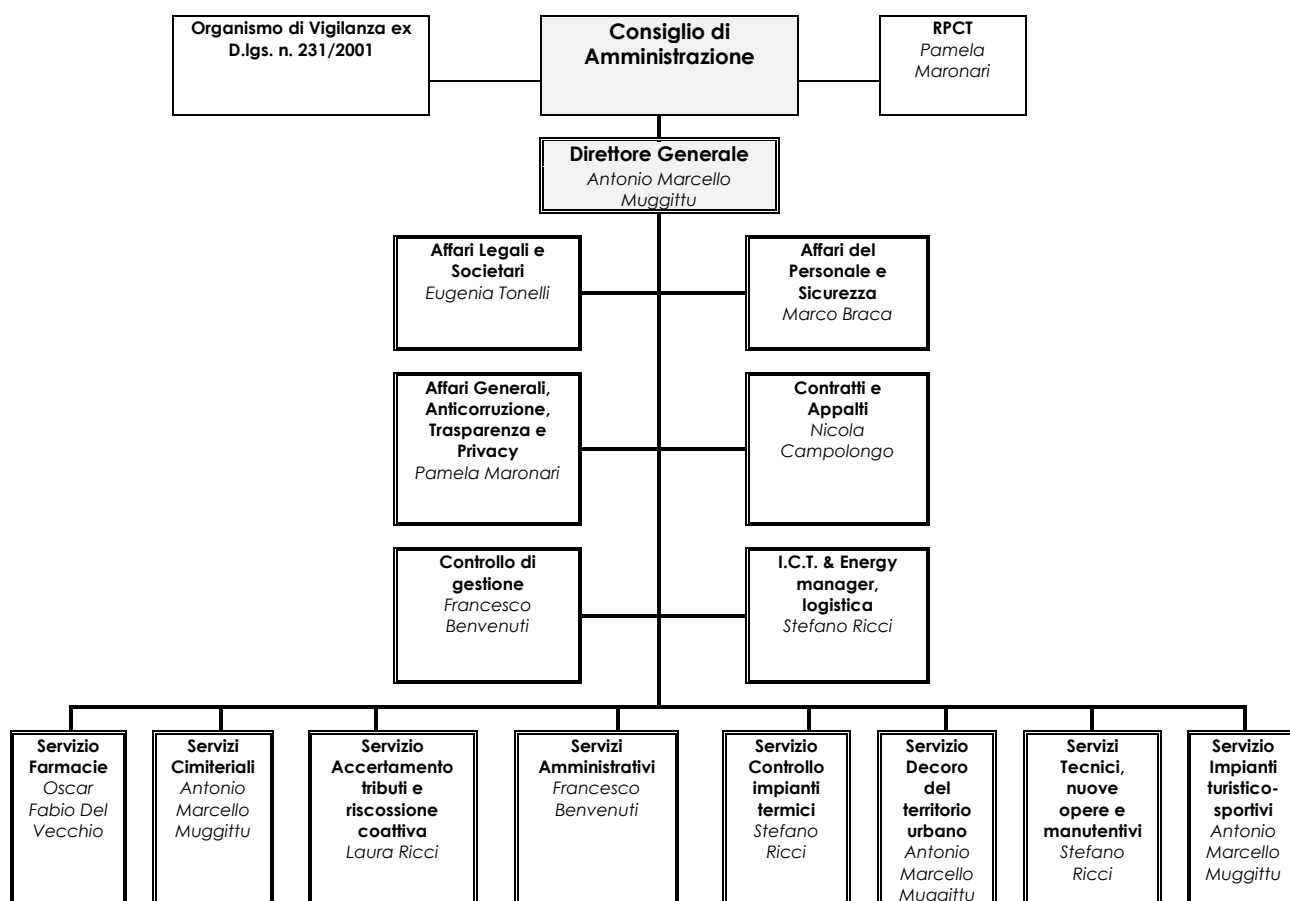 Organismo di Vigilanza ex
D.lgs. n. 231/2001
Consiglio di
Amministrazione
RPCT
Pamela
Maronari
Direttore Generale
Antonio Marcello
Muggittu
Affari Legali e
Societari
Eugenia Tonelli
Affari del
Personale e
Sicurezza
Marco Braca
Affari Generali,
Anticorruzione,
Trasparenza e
Privacy
Pamela Maronari
Contratti e
Appalti
Nicola
Campolongo
Controllo di
gestione
Francesco
Benvenuti
I.C.T. & Energy
manager,
logistica
Stefano Ricci
Servizio
Farmacie
Oscar
Fabio Del
Vecchio
Servizi
Cimiteriali
Antonio
Marcello
Muggittu
Servizio
Accertamento
tributi e
riscossione
coattiva
Laura Ricci
Servizi
Amministrativi
Francesco
Benvenuti
Servizio
Controllo
impianti
termici
Stefano
Ricci
Servizio
Decoro
del
territorio
urbano
Antonio
Marcello
Muggittu
Servizi
Tecnici,
nuove
opere e
manutentivi
Stefano
Ricci
Servizio
Impianti
turistico-
sportivi
Antonio
Marcello
Muggittu